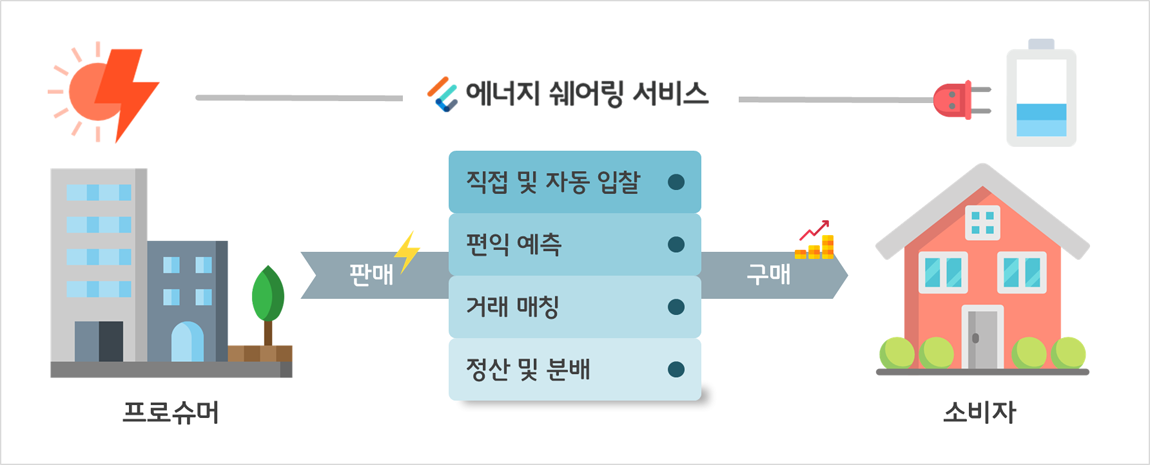 에너지 쉐어링 서비스
직접 및 자동 입찰
편익 예측
거래 매칭
정산 및 분배
판매
구매
프로슈머
소비자